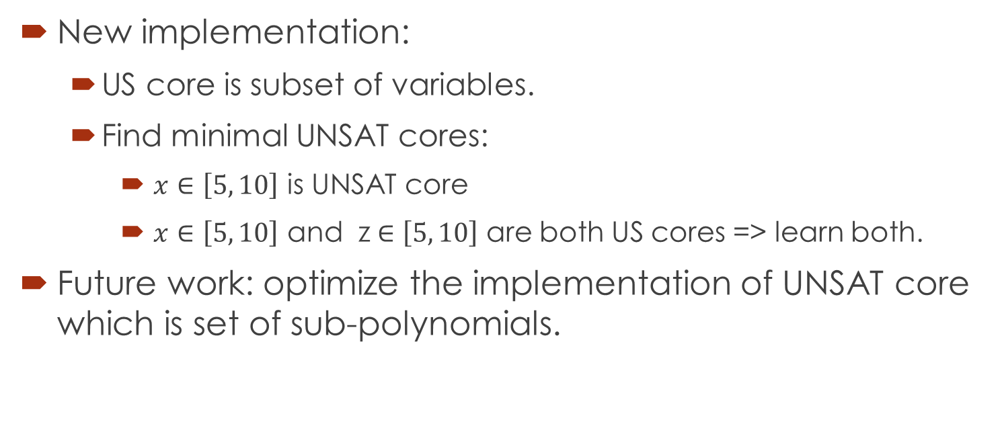 New implementation:
US core is subset of variables.
Find minimal UNSAT cores:
x ∈ [5, 10] is UNSAT core
x ∈ [5, 10] and z ∈ [5, 10] are both US cores => learn both.
Future work: optimize the implementation of UNSAT core
which is set of sub-polynomials.